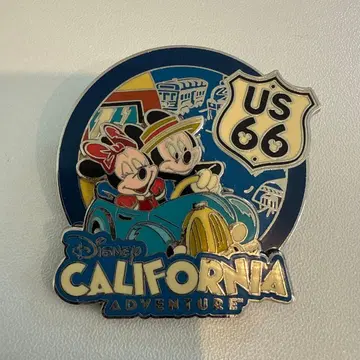 US
66
Disney
CALIFORNIA
ADVENTURE